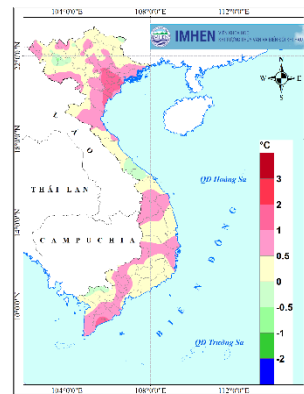 104°0'0"E 108°0'0"E 112°0'0"E
IMHEN
22°0'0"N
18°0'0"N
14°0'0"N
10°0'0"N
N
W E
S
L À O
THÁI LAN
CAMPUCHIA
QĐ Hoàng Sa
BIỂN ĐÔNG
QĐ Trường Sa
°C
3
2
1
0.5
0
-0.5
-1
-2
104°0'0"E 108°0'0"E 112°0'0"E